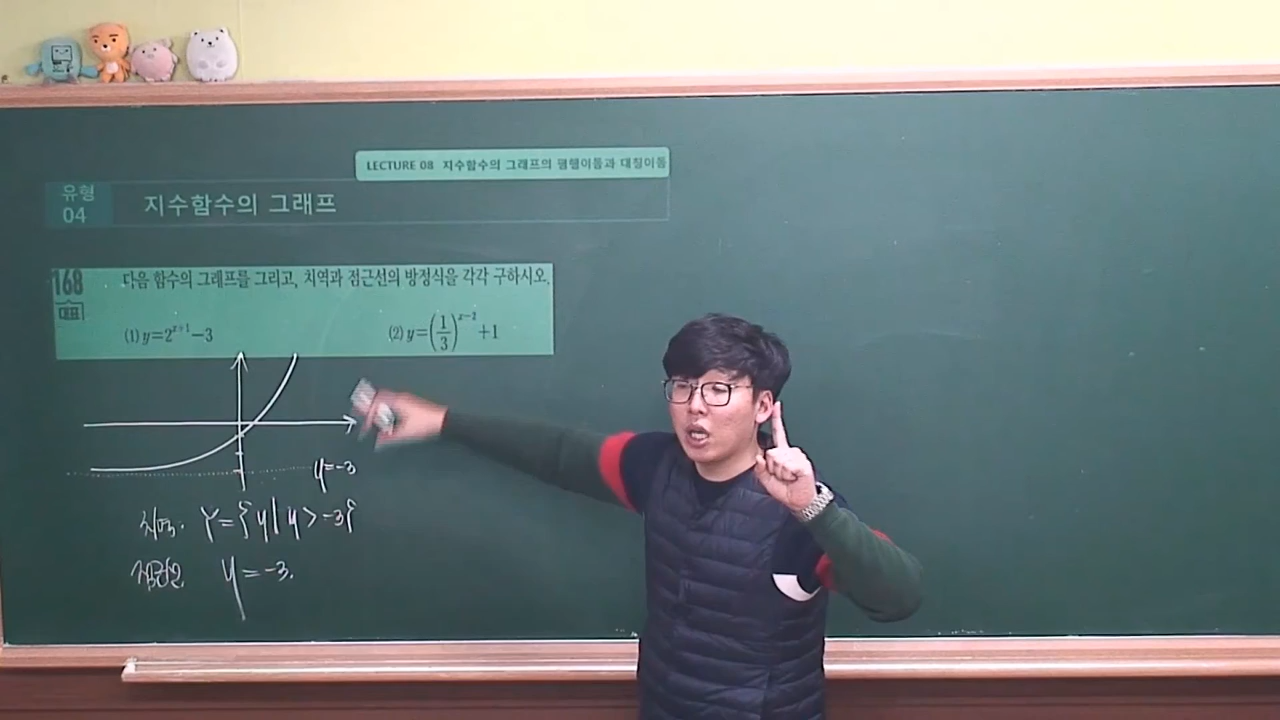 LECTURE 08 지수함수의 그래프의 평행이동과 대칭이동
유형
04
지수함수의 그래프
168
대표
다음 함수의 그래프를 그리고, 치역과 점근선의 방정식을 각각 구하시오.
(1) y=2^{x+1}-3
(2) y=(\frac{1}{3})^{x-2}+1
y=-3
치역. Y={y|y>-3}
점근선 y=-3.